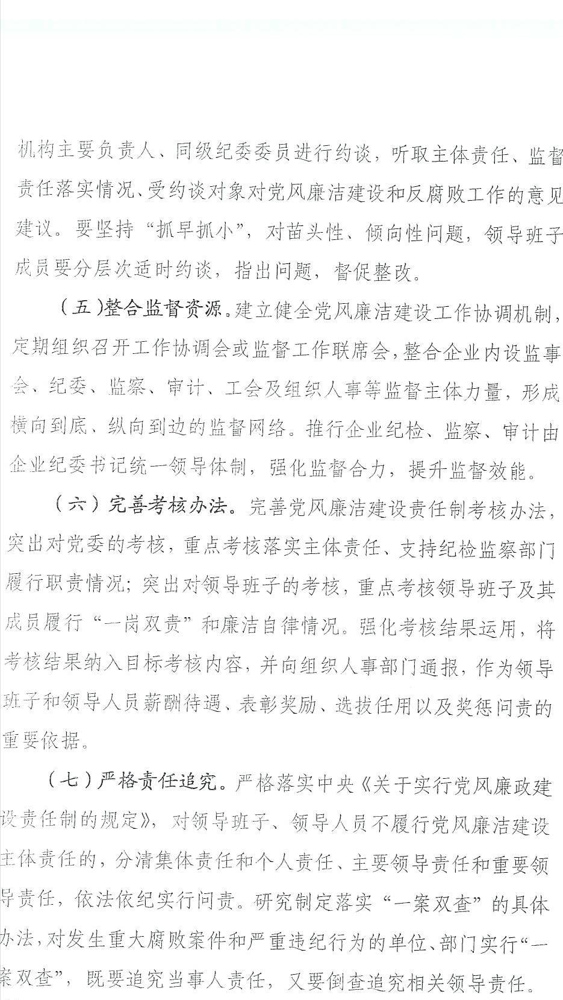 机构主要负责人、同级纪委委员进行约谈，听取主体责任、监督
责任落实情况、受约谈对象对党风廉洁建设和反腐败工作的意见
建议。要坚持“抓早抓小”，对苗头性、倾向性问题，领导班子
成员要分层次适时约谈，指出问题，督促整改。
（五）整合监督资源。建立健全党风廉洁建设工作协调机制，
定期组织召开工作协调会或监督工作联席会，整合企业内设监事
会、纪委、监察、审计、工会及组织人事等监督主体力量，形成
横向到底、纵向到边的监督网络。推行企业纪检、监察、审计由
企业纪委书记统一领导体制，强化监督合力，提升监督效能。
（六）完善考核办法。完善党风廉洁建设责任制考核办法，
突出对党委的考核，重点考核落实主体责任、支持纪检监察部门
履行职责情况；突出对领导班子的考核，重点考核领导班子及其
成员履行“一岗双责”和廉洁自律情况。强化考核结果运用，将
考核结果纳入目标考核内容，并向组织人事部门通报，作为领导
班子和领导人员薪酬待遇、表彰奖励、选拔任用以及奖惩问责的
重要依据。
（七）严格责任追究。严格落实中央《关于实行党风廉政建
设责任制的规定》，对领导班子、领导人员不履行党风廉洁建设
主体责任的，分清集体责任和个人责任、主要领导责任和重要领
导责任，依法依纪实行问责。研究制定落实“一案双查”的具体
办法，对发生重大腐败案件和严重违纪行为的单位、部门实行“一
案双查”，既要追究当事人责任，又要倒查追究相关领导责任。